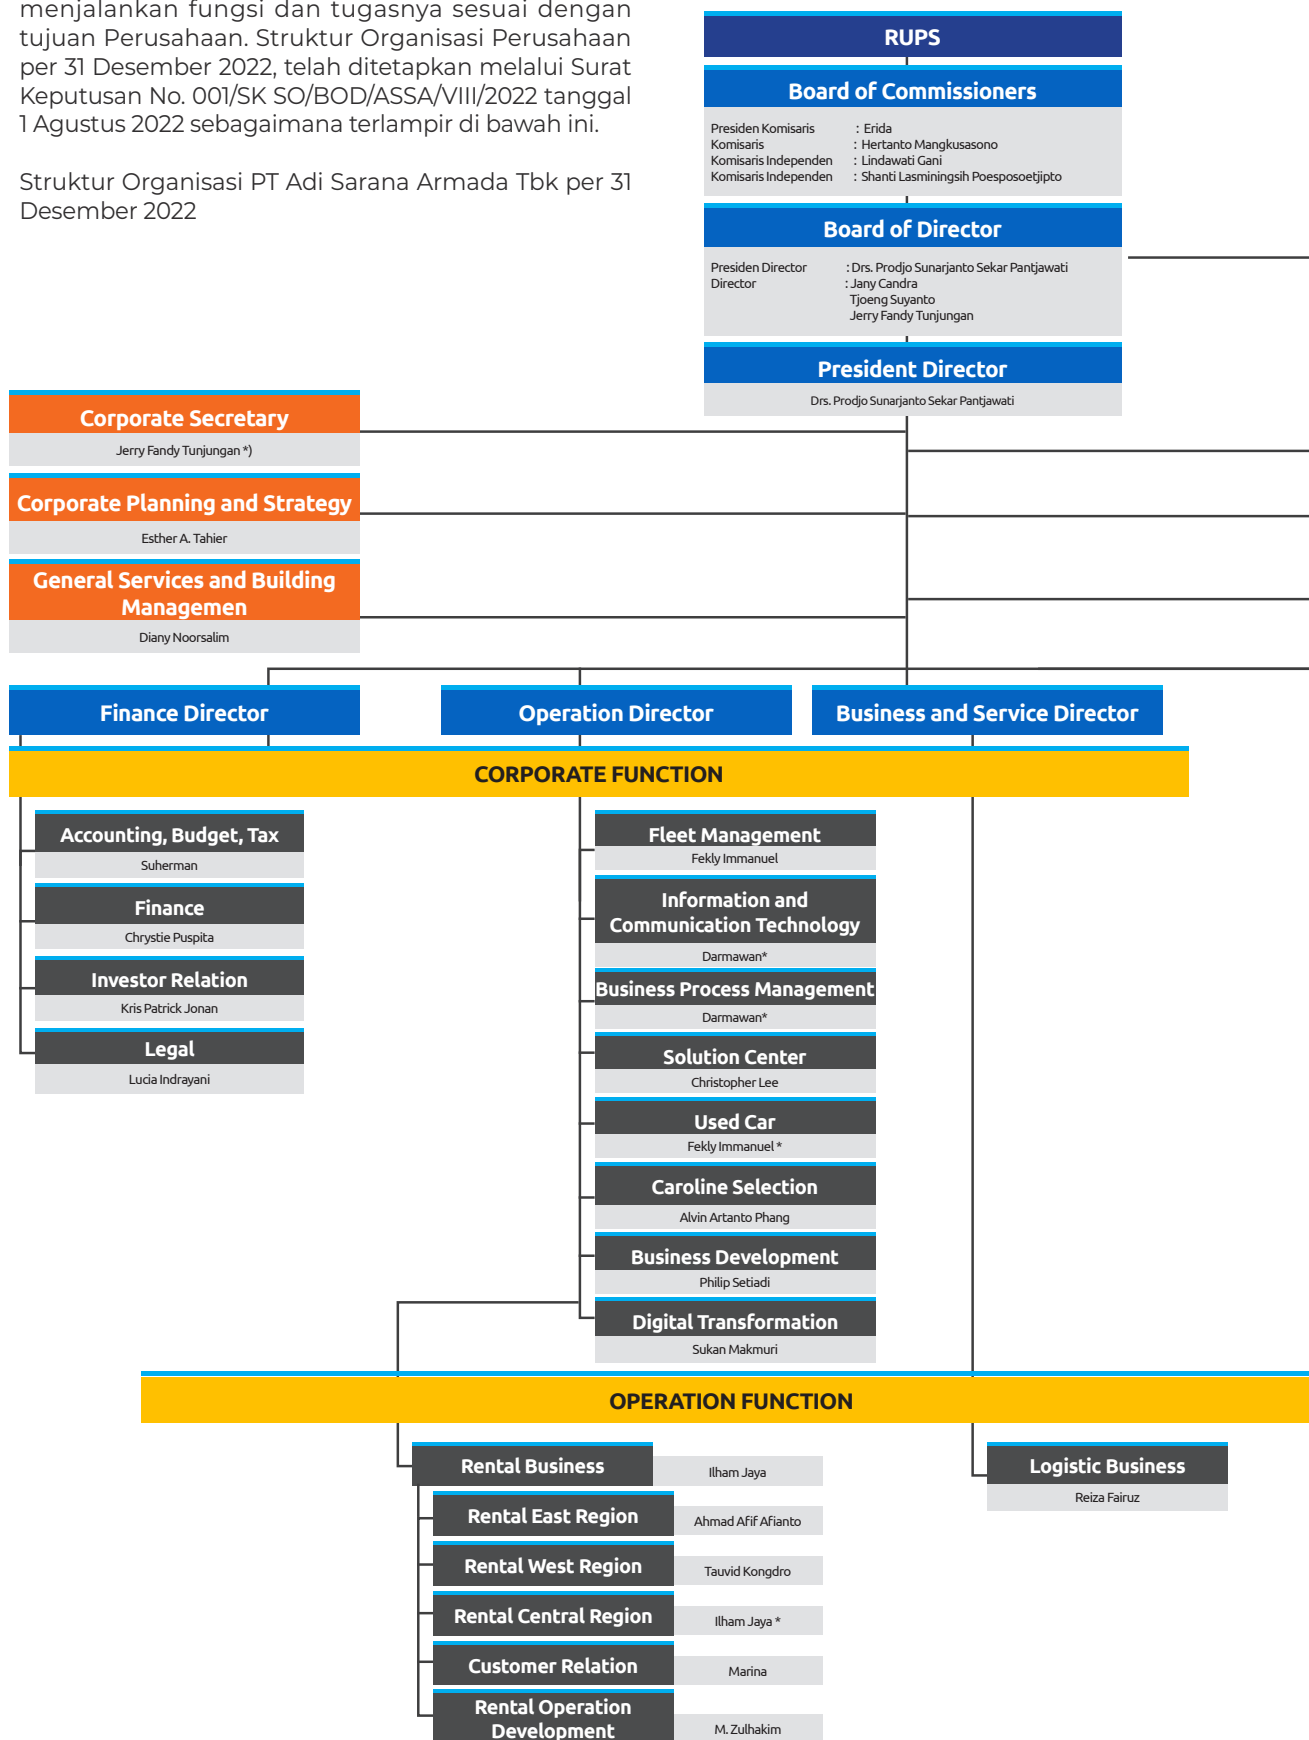 menjalankan fungsi dan tugasnya sesuai dengan
tujuan Perusahaan. Struktur Organisasi Perusahaan
per 31 Desember 2022, telah ditetapkan melalui Surat
Keputusan No. 001/SK SO/BOD/ASSA/VIII/2022 tanggal
1 Agustus 2022 sebagaimana terlampir di bawah ini.
Struktur Organisasi PT Adi Sarana Armada Tbk per 31
Desember 2022
RUPS
Board of Commissioners
Presiden Komisaris : Erida
Komisaris : Hertanto Mangkusasono
Komisaris Independen : Lindawati Gani
Komisaris Independen : Shanti Lasminingsih Poesposoetjipto
Board of Director
Presiden Director : Drs. Prodjo Sunarjanto Sekar Pantjawati
Director : Jany Candra
Tjoeng Suyanto
Jerry Fandy Tunjungan
President Director
Drs. Prodjo Sunarjanto Sekar Pantjawati
Corporate Secretary
Jerry Fandy Tunjungan *)
Corporate Planning and Strategy
Esther A. Tahier
General Services and Building
Managemen
Diany Noorsalim
Finance Director
Operation Director
Business and Service Director
CORPORATE FUNCTION
Accounting, Budget, Tax
Suherman
Finance
Chrystie Puspita
Investor Relation
Kris Patrick Jonan
Legal
Lucia Indrayani
Fleet Management
Fekly Immanuel
Information and
Communication Technology
Darmawan*
Business Process Management
Darmawan*
Solution Center
Christopher Lee
Used Car
Fekly Immanuel *
Caroline Selection
Alvin Artanto Phang
Business Development
Philip Setiadi
Digital Transformation
Sukan Makmuri
OPERATION FUNCTION
Rental Business Ilham Jaya
Rental East Region Ahmad Afif Afianto
Rental West Region Tauvid Kongdro
Rental Central Region Ilham Jaya *
Customer Relation Marina
Rental Operation
Development M. Zulhakim
Logistic Business
Reiza Fairuz